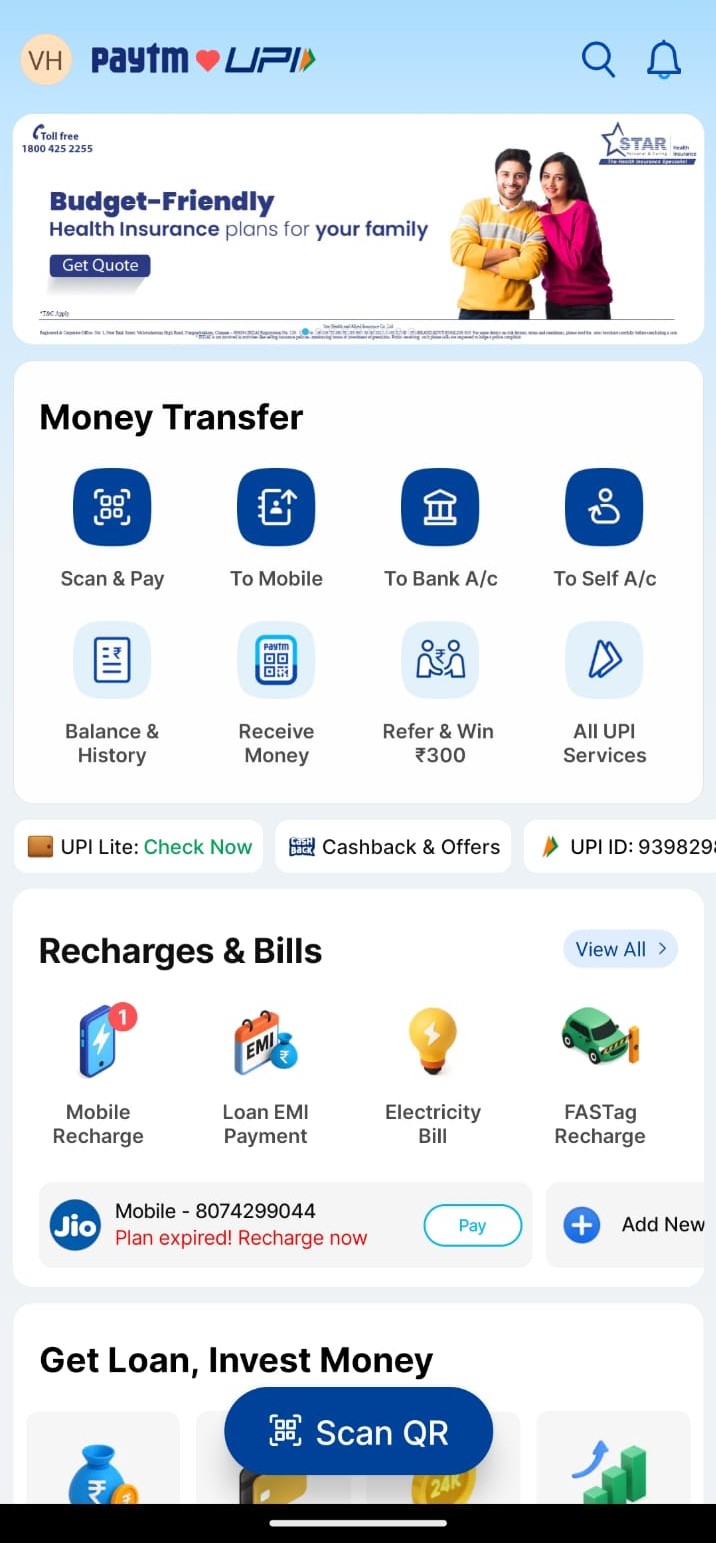 VH
paytm UPI
Toll free
1800 425 2255
STAR Health Insurance
The Health Insurance Specialist
Budget-Friendly
Health Insurance plans for your family
Get Quote
*T&C Apply
Money Transfer
Scan & Pay
To Mobile
To Bank A/c
To Self A/c
paytm
Balance & History
Receive Money
Refer & Win ₹300
All UPI Services
UPI Lite: Check Now
CASH BACK
Cashback & Offers
UPI ID: 939829
Recharges & Bills
View All
1
EMI
₹
Mobile Recharge
Loan EMI Payment
Electricity Bill
FASTag Recharge
Jio
Mobile - 8074299044
Plan expired! Recharge now
Pay
Add New
Get Loan, Invest Money
Scan QR
₹
24K